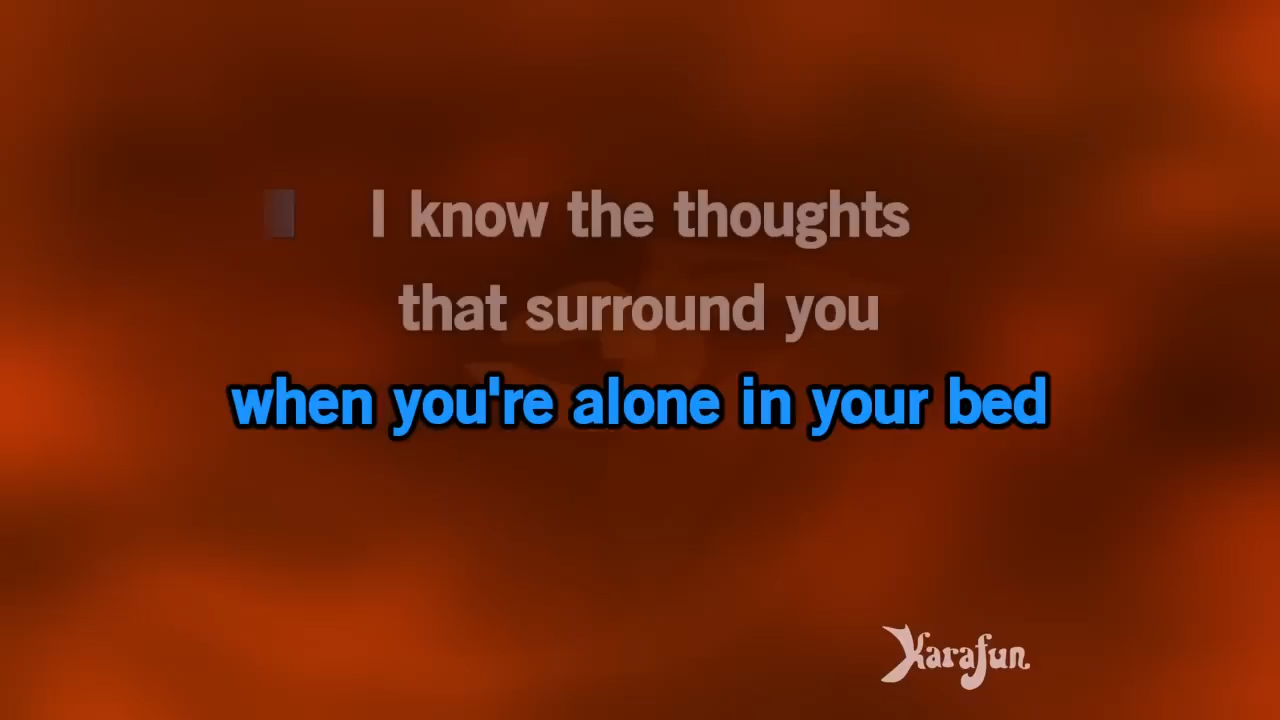 I know the thoughts
that surround you
when you're alone in your bed
Karafun